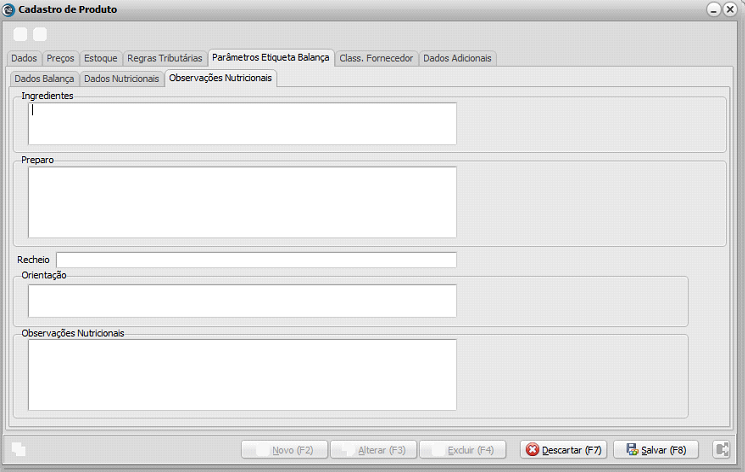 Cadastro de Produto
Dados Preços Estoque Regras Tributárias Parâmetros Etiqueta Balança Class. Fornecedor Dados Adicionais
Dados Balança Dados Nutricionais Observações Nutricionais
Ingredientes
Preparo
Recheio
Orientação
Observações Nutricionais
Novo (F2) Alterar (F3) Excluir (F4) Descartar (F7) Salvar (F8)